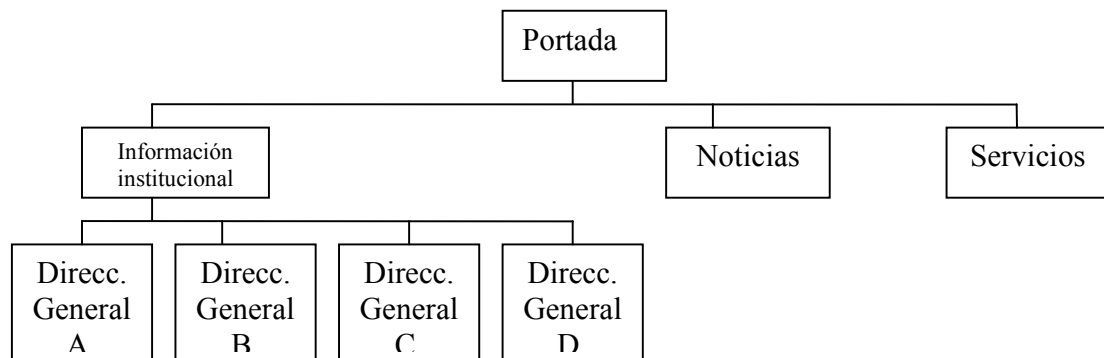 Portada
Información
institucional
Noticias
Servicios
Direcc.
General
A
Direcc.
General
B
Direcc.
General
C
Direcc.
General
D